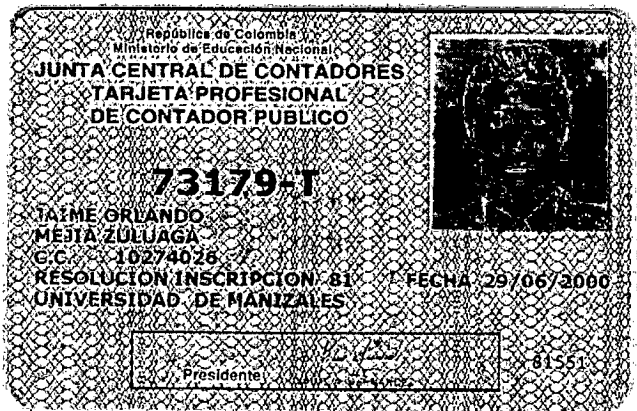 República de Colombia
Ministerio de Educación Nacional
JUNTA CENTRAL DE CONTADORES
TARJETA PROFESIONAL
DE CONTADOR PUBLICO
73179-T
JAIME ORLANDO
MEJIA ZULUAGA
C.C. 10274026
RESOLUCION INSCRIPCION 81 FECHA 29/06/2000
UNIVERSIDAD DE MANIZALES
Presidente
81551